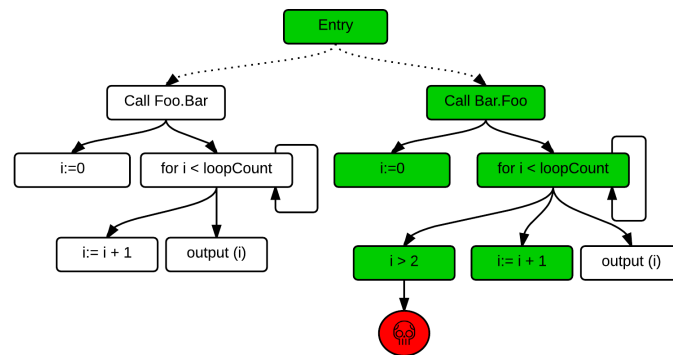 Entry
Call Foo.Bar
Call Bar.Foo
i:=0
for i < loopCount
i:=0
for i < loopCount
i:= i + 1
output (i)
i > 2
i:= i + 1
output (i)